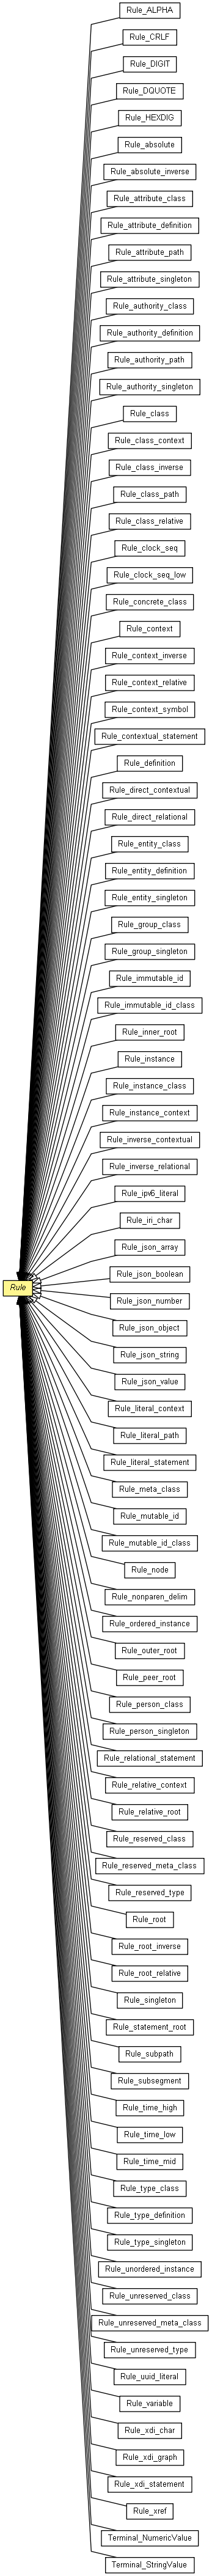 Rule_ALPHA
Rule_CRLF
Rule_DIGIT
Rule_DQUOTE
Rule_HEXDIG
Rule_absolute
Rule_absolute_inverse
Rule_attribute_class
Rule_attribute_definition
Rule_attribute_path
Rule_attribute_singleton
Rule_authority_class
Rule_authority_definition
Rule_authority_path
Rule_authority_singleton
Rule_class
Rule_class_context
Rule_class_inverse
Rule_class_path
Rule_class_relative
Rule_clock_seq
Rule_clock_seq_low
Rule_concrete_class
Rule_context
Rule_context_inverse
Rule_context_relative
Rule_context_symbol
Rule_contextual_statement
Rule_definition
Rule_direct_contextual
Rule_direct_relational
Rule_entity_class
Rule_entity_definition
Rule_entity_singleton
Rule_group_class
Rule_group_singleton
Rule_immutable_id
Rule_immutable_id_class
Rule_inner_root
Rule_instance
Rule_instance_class
Rule_instance_context
Rule_inverse_contextual
Rule_inverse_relational
Rule_ipv6_literal
Rule_iri_char
Rule_json_array
Rule_json_boolean
Rule
Rule_json_number
Rule_json_object
Rule_json_string
Rule_json_value
Rule_literal_context
Rule_literal_path
Rule_literal_statement
Rule_meta_class
Rule_mutable_id
Rule_mutable_id_class
Rule_node
Rule_nonparen_delim
Rule_ordered_instance
Rule_outer_root
Rule_peer_root
Rule_person_class
Rule_person_singleton
Rule_relational_statement
Rule_relative_context
Rule_relative_root
Rule_reserved_class
Rule_reserved_meta_class
Rule_reserved_type
Rule_root
Rule_root_inverse
Rule_root_relative
Rule_singleton
Rule_statement_root
Rule_subpath
Rule_subsegment
Rule_time_high
Rule_time_low
Rule_time_mid
Rule_type_class
Rule_type_definition
Rule_type_singleton
Rule_unordered_instance
Rule_unreserved_class
Rule_unreserved_meta_class
Rule_unreserved_type
Rule_uuid_literal
Rule_variable
Rule_xdi_char
Rule_xdi_graph
Rule_xdi_statement
Rule_xref
Terminal_NumericValue
Terminal_StringValue